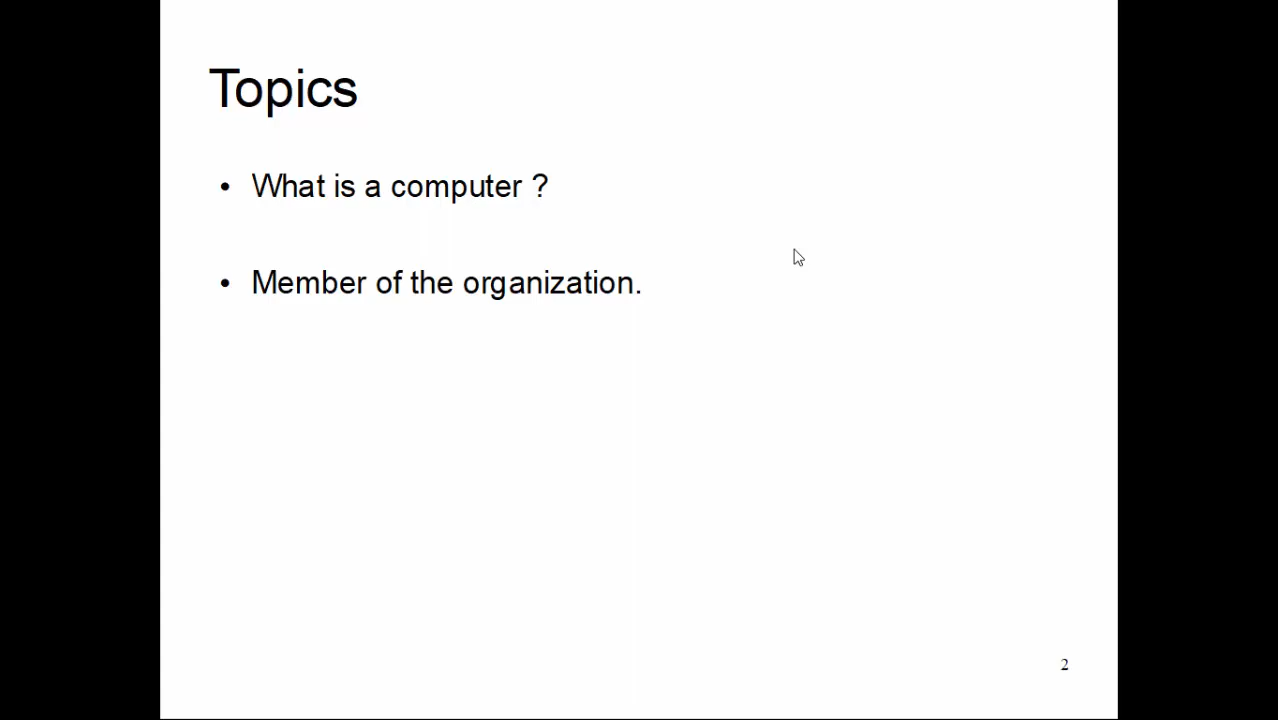 Topics
• What is a computer ?
• Member of the organization.
2